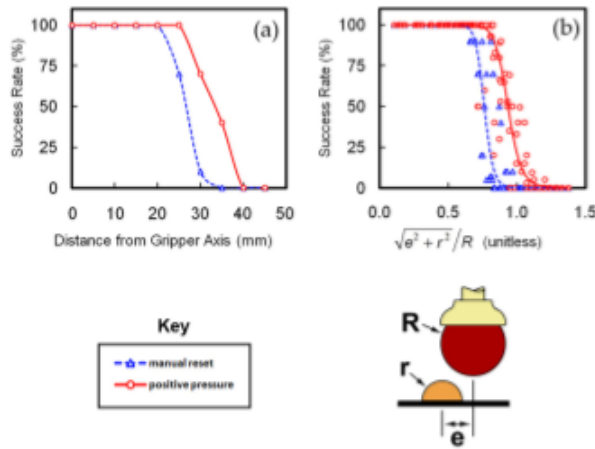 (a)
Success Rate (%)
100
75
50
25
0
0 10 20 30 40 50
Distance from Gripper Axis (mm)
(b)
Success Rate (%)
100
75
50
25
0
0.0 0.5 1.0 1.5
√e² + r²/R (unitless)
Key
manual reset
positive pressure
R
r
e